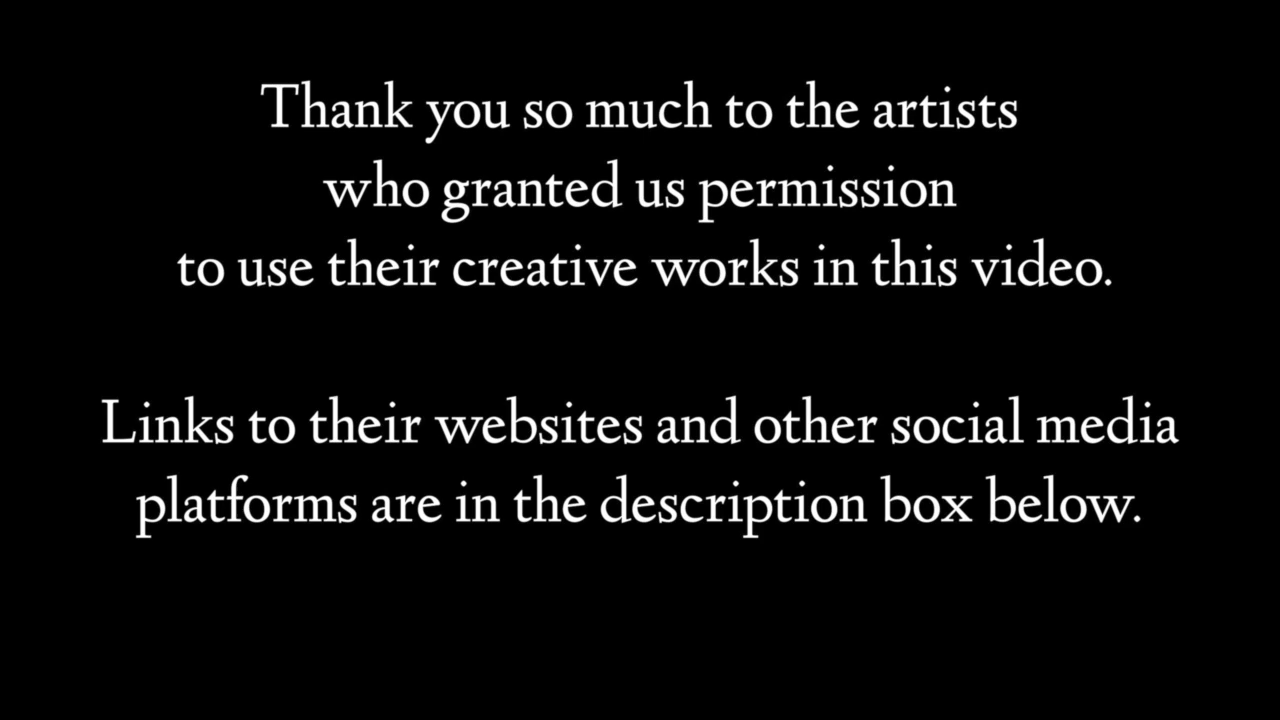 Thank you so much to the artists
who granted us permission
to use their creative works in this video.
Links to their websites and other social media
platforms are in the description box below.